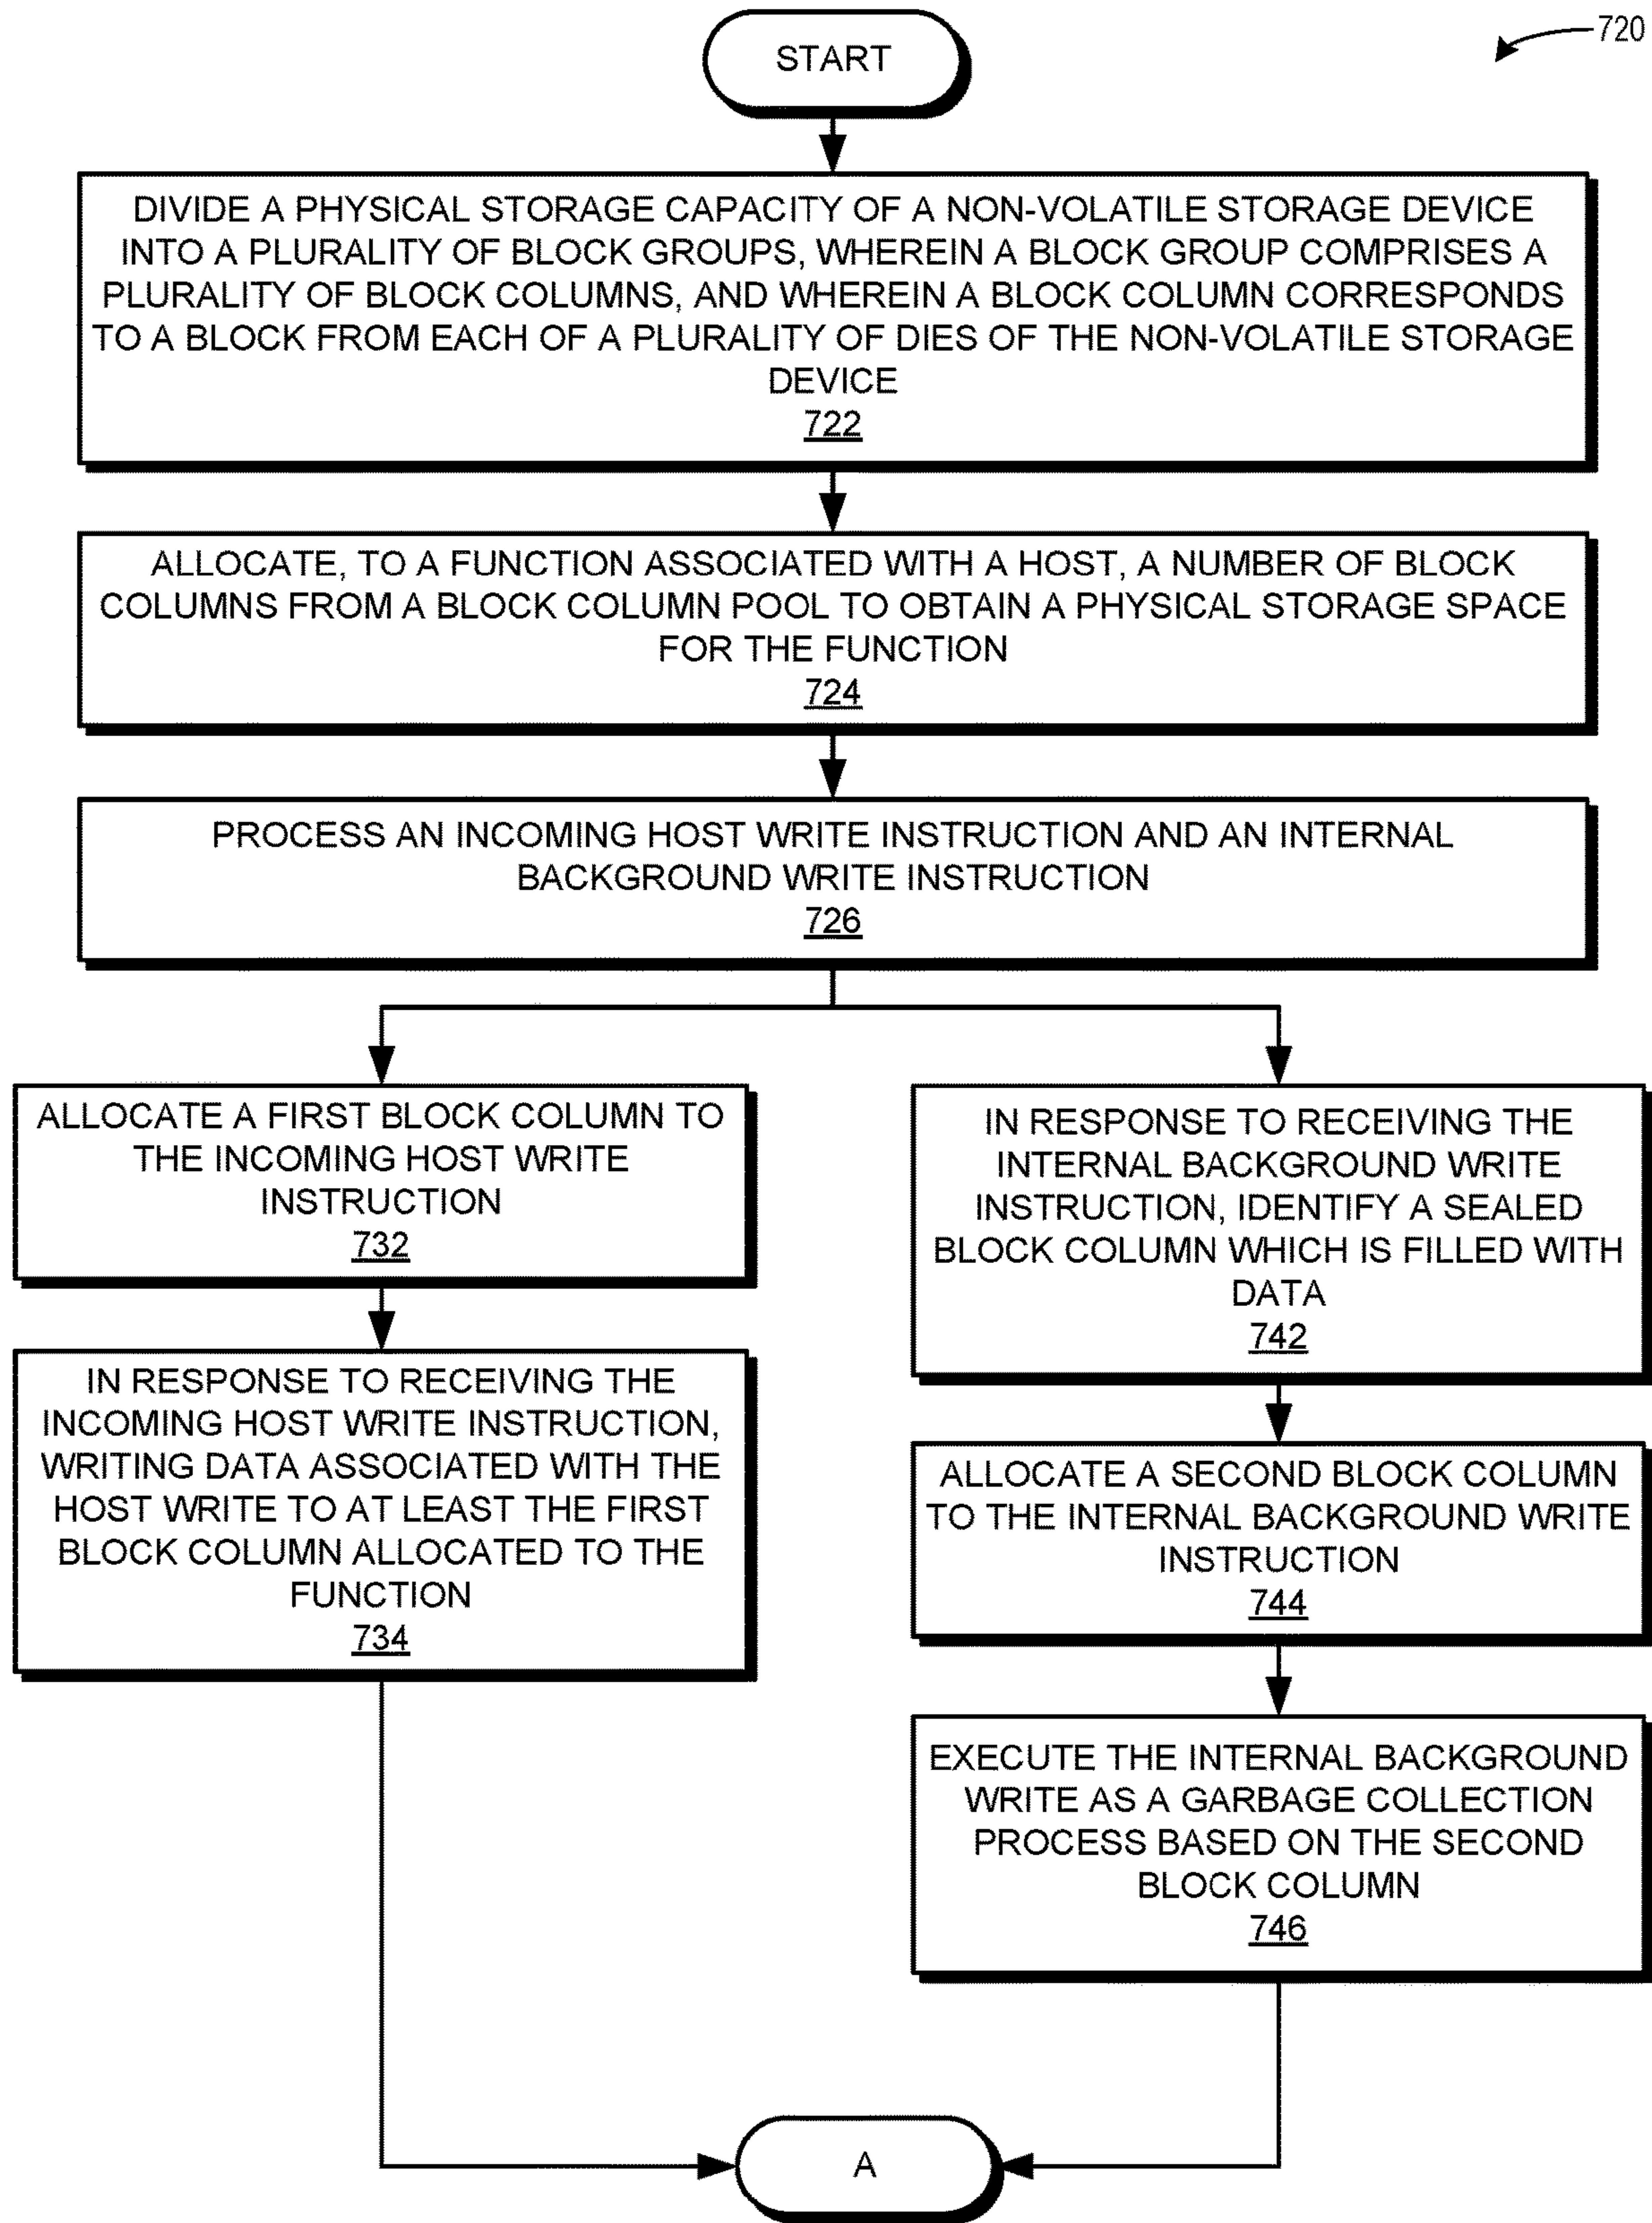 720
START
DIVIDE A PHYSICAL STORAGE CAPACITY OF A NON-VOLATILE STORAGE DEVICE
INTO A PLURALITY OF BLOCK GROUPS, WHEREIN A BLOCK GROUP COMPRISES A
PLURALITY OF BLOCK COLUMNS, AND WHEREIN A BLOCK COLUMN CORRESPONDS
TO A BLOCK FROM EACH OF A PLURALITY OF DIES OF THE NON-VOLATILE STORAGE
DEVICE
722
ALLOCATE, TO A FUNCTION ASSOCIATED WITH A HOST, A NUMBER OF BLOCK
COLUMNS FROM A BLOCK COLUMN POOL TO OBTAIN A PHYSICAL STORAGE SPACE
FOR THE FUNCTION
724
PROCESS AN INCOMING HOST WRITE INSTRUCTION AND AN INTERNAL
BACKGROUND WRITE INSTRUCTION
726
ALLOCATE A FIRST BLOCK COLUMN TO
THE INCOMING HOST WRITE
INSTRUCTION
732
IN RESPONSE TO RECEIVING THE
INCOMING HOST WRITE INSTRUCTION,
WRITING DATA ASSOCIATED WITH THE
HOST WRITE TO AT LEAST THE FIRST
BLOCK COLUMN ALLOCATED TO THE
FUNCTION
734
IN RESPONSE TO RECEIVING THE
INTERNAL BACKGROUND WRITE
INSTRUCTION, IDENTIFY A SEALED
BLOCK COLUMN WHICH IS FILLED WITH
DATA
742
ALLOCATE A SECOND BLOCK COLUMN
TO THE INTERNAL BACKGROUND WRITE
INSTRUCTION
744
EXECUTE THE INTERNAL BACKGROUND
WRITE AS A GARBAGE COLLECTION
PROCESS BASED ON THE SECOND
BLOCK COLUMN
746
A